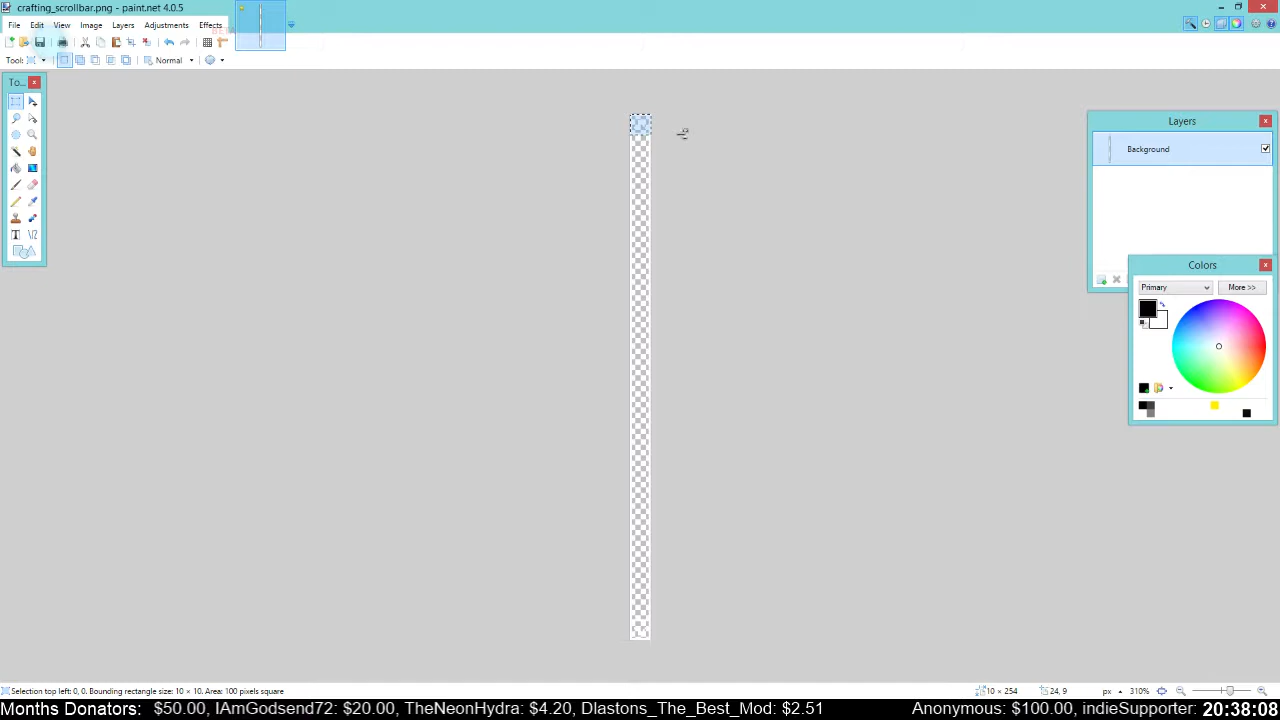 crafting_scrollbar.png - paint.net 4.0.5
File Edit View Image Layers Adjustments Effects
Tool: Normal
To...
Layers
Background
Colors
Primary More >>
Selection top left: 0, 0. Bounding rectangle size: 10 × 10. Area: 100 pixels square
10 × 254 24, 9 px 310%
Months Donators: $50.00, IAmGodsend72: $20.00, TheNeonHydra: $4.20, Dlastons_The_Best_Mod: $2.51 Anonymous: $100.00, indieSupporter: 20:38:08